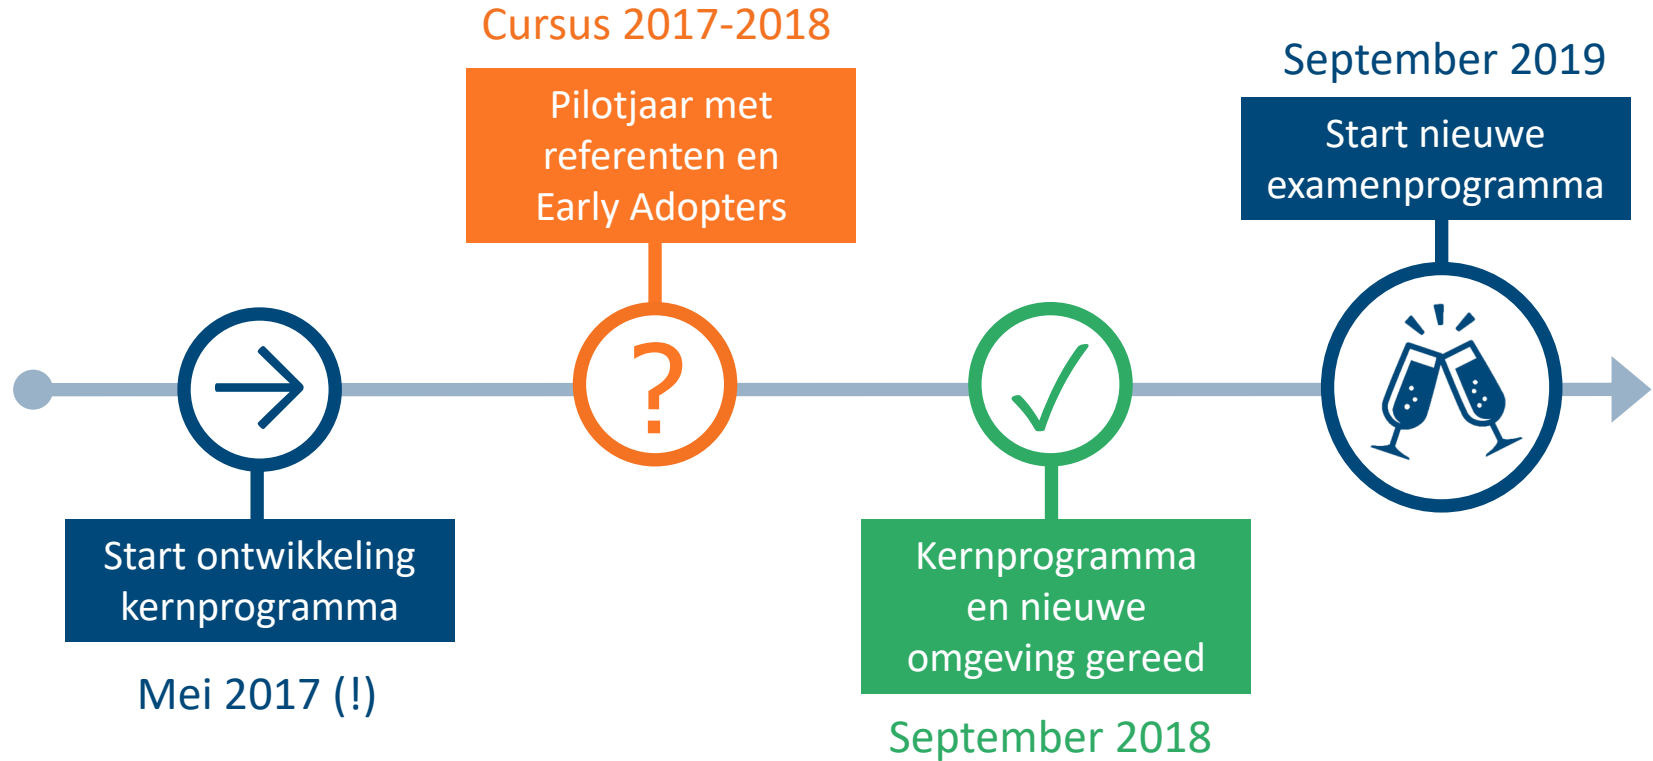 Cursus 2017-2018
Pilotjaar met
referenten en
Early Adopters
September 2019
Start nieuwe
examenprogramma
?
Start ontwikkeling
kernprogramma
Mei 2017 (!)
Kernprogramma
en nieuwe
omgeving gereed
September 2018